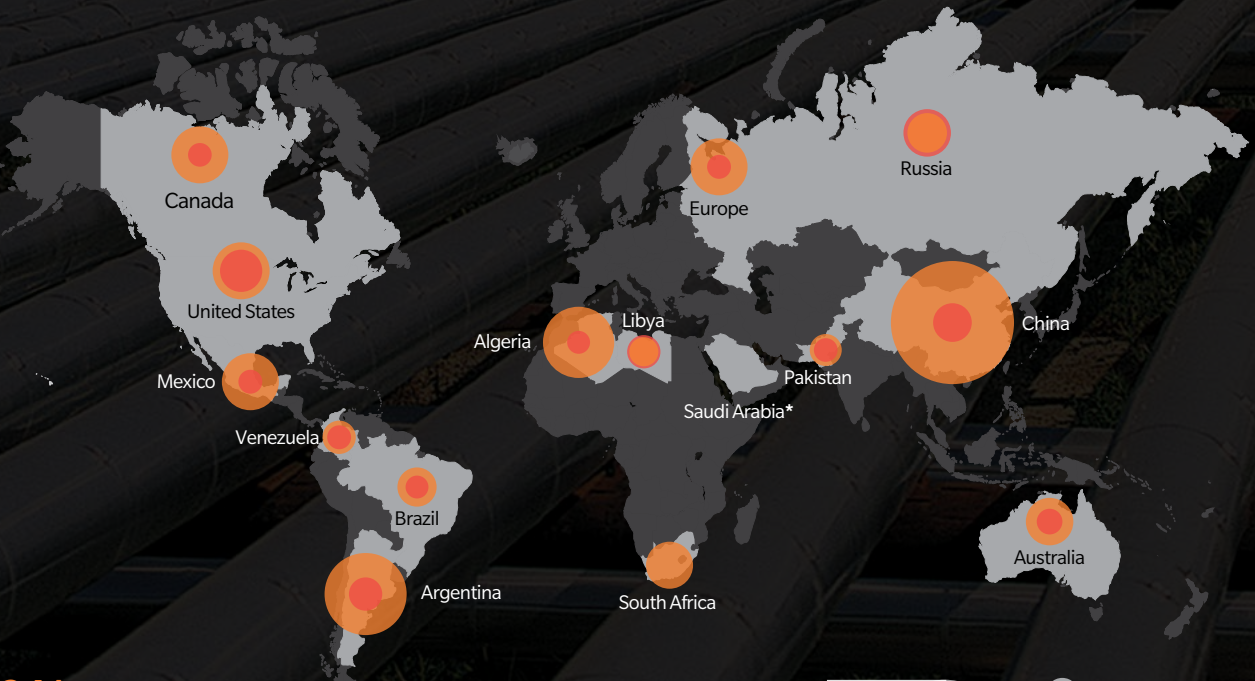 Canada
Russia
Europe
United States
Libya
China
Algeria
Pakistan
Mexico
Saudi Arabia*
Venezuela
Brazil
Australia
Argentina
South Africa